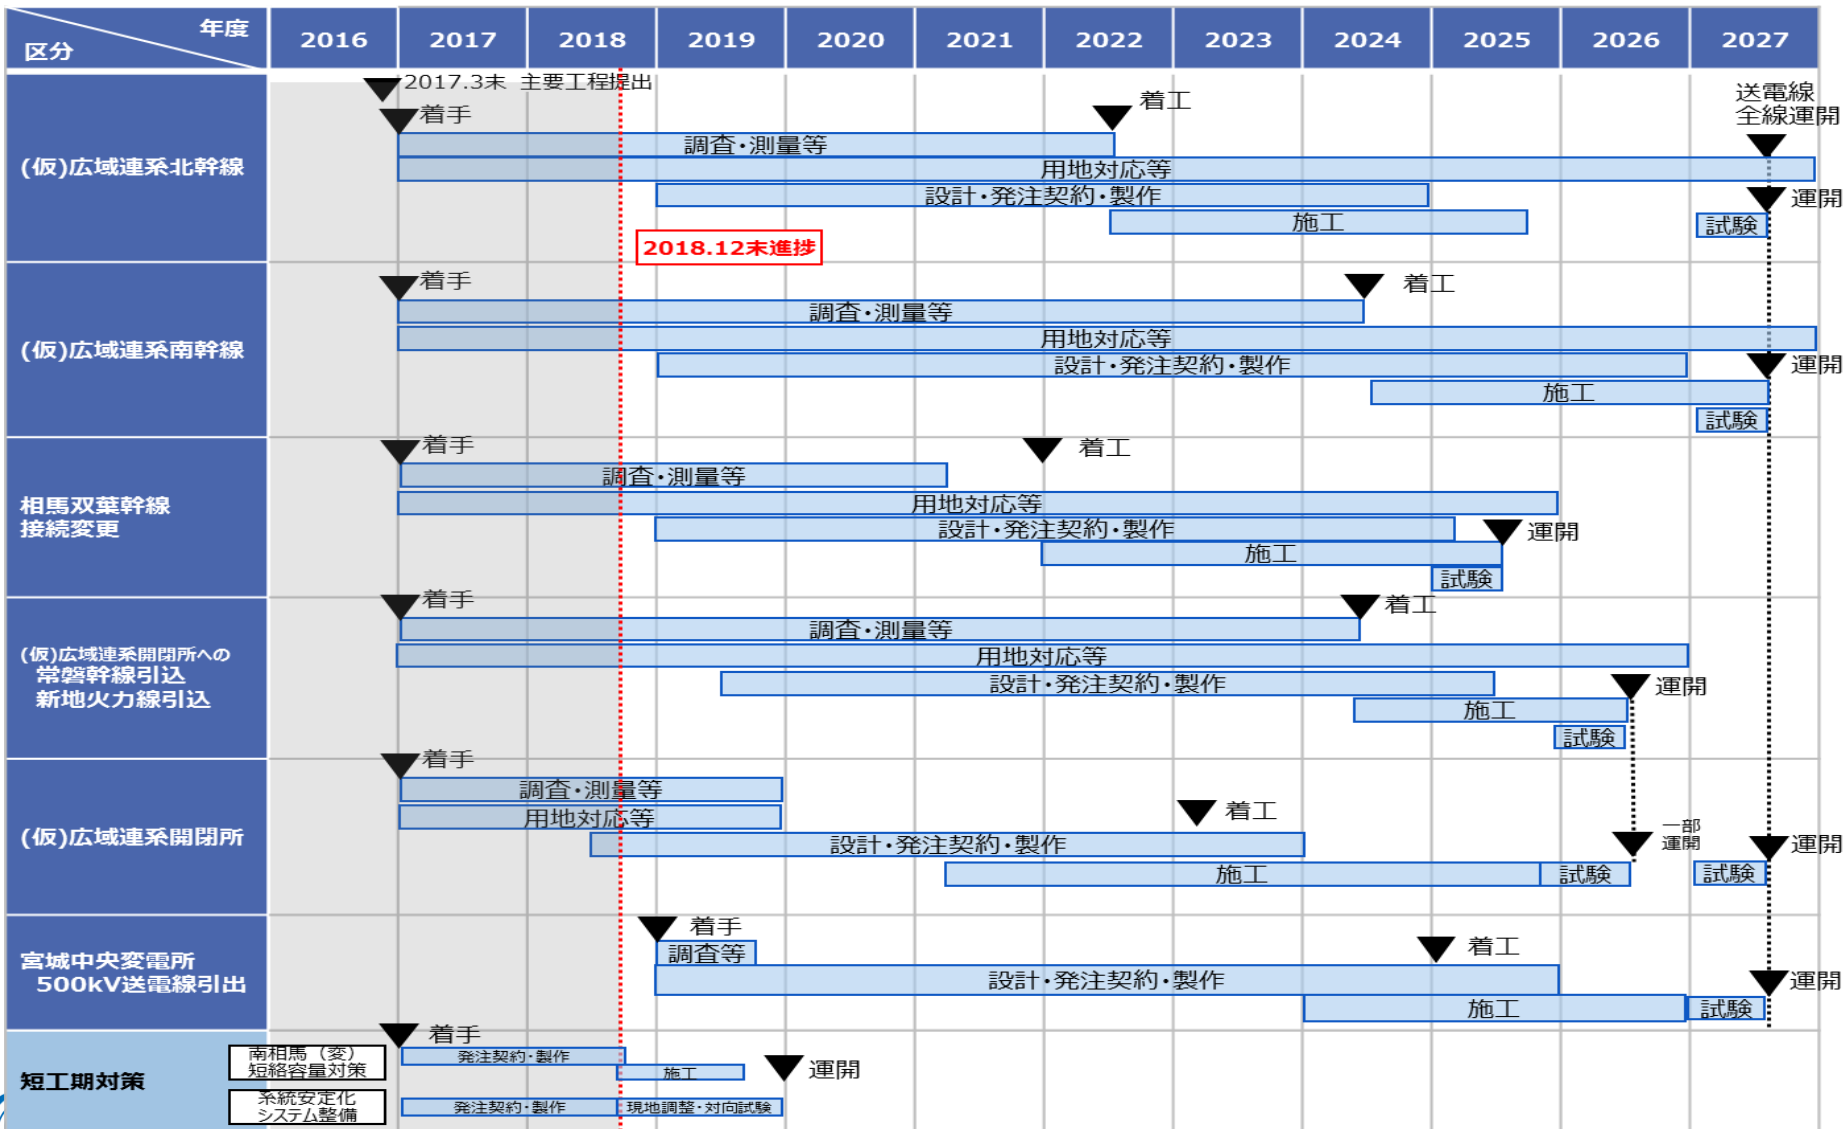 年度
区分
2016 2017 2018 2019 2020 2021 2022 2023 2024 2025 2026 2027
(仮)広域連系北幹線
2017.3末 主要工程提出
着手
着工
送電線
全線運開
調査・測量等
用地対応等
設計・発注契約・製作
運開
施工
試験
2018.12末進捗
(仮)広域連系南幹線
着手
着工
調査・測量等
用地対応等
設計・発注契約・製作
運開
施工
試験
相馬双葉幹線
接続変更
着手
着工
調査・測量等
用地対応等
設計・発注契約・製作
運開
施工
試験
(仮)広域連系開閉所への
常磐幹線引込
新地火力線引込
着手
着工
調査・測量等
用地対応等
設計・発注契約・製作
運開
施工
試験
(仮)広域連系開閉所
着手
調査・測量等
用地対応等
着工
設計・発注契約・製作
一部
運開
運開
施工
試験
試験
宮城中央変電所
500kV送電線引出
着手
調査等
着工
設計・発注契約・製作
運開
施工
試験
短工期対策
南相馬（変）
短絡容量対策
着手
発注契約・製作
施工
運開
系統安定化
システム整備
発注契約・製作
現地調整・対向試験